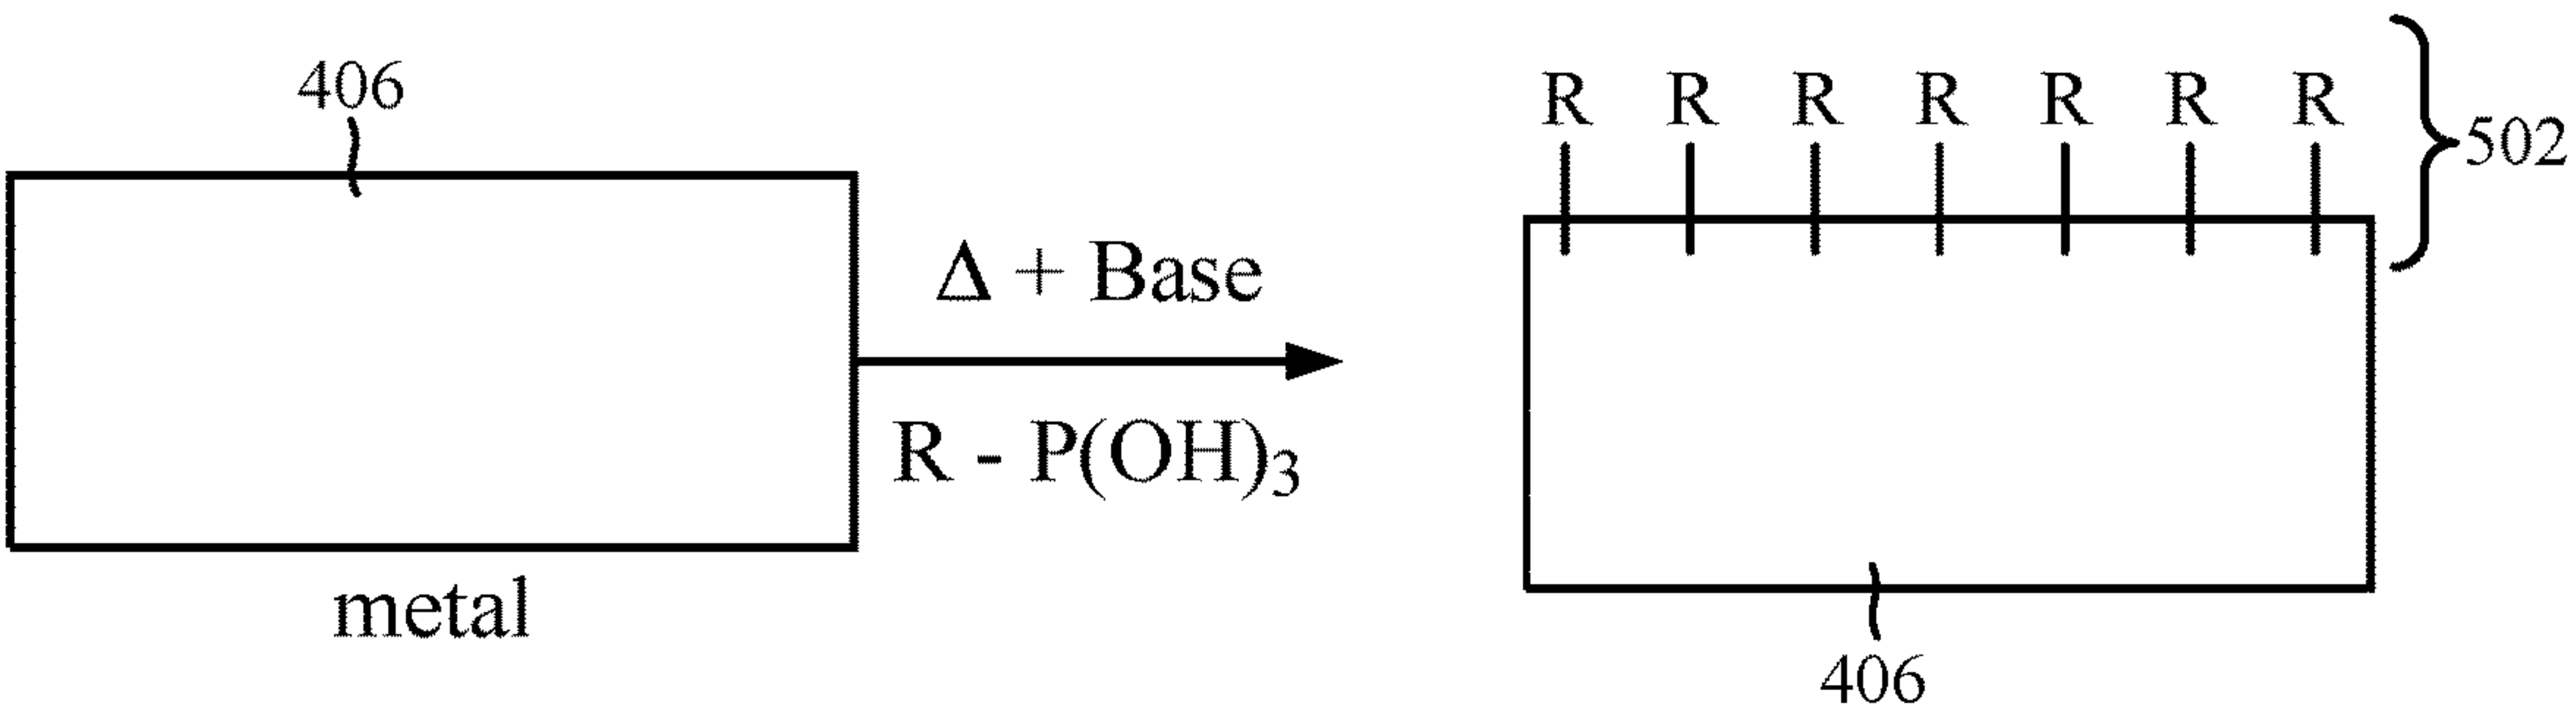 406
metal
Δ + Base
R - P(OH)₃
R R R R R R R
502
406